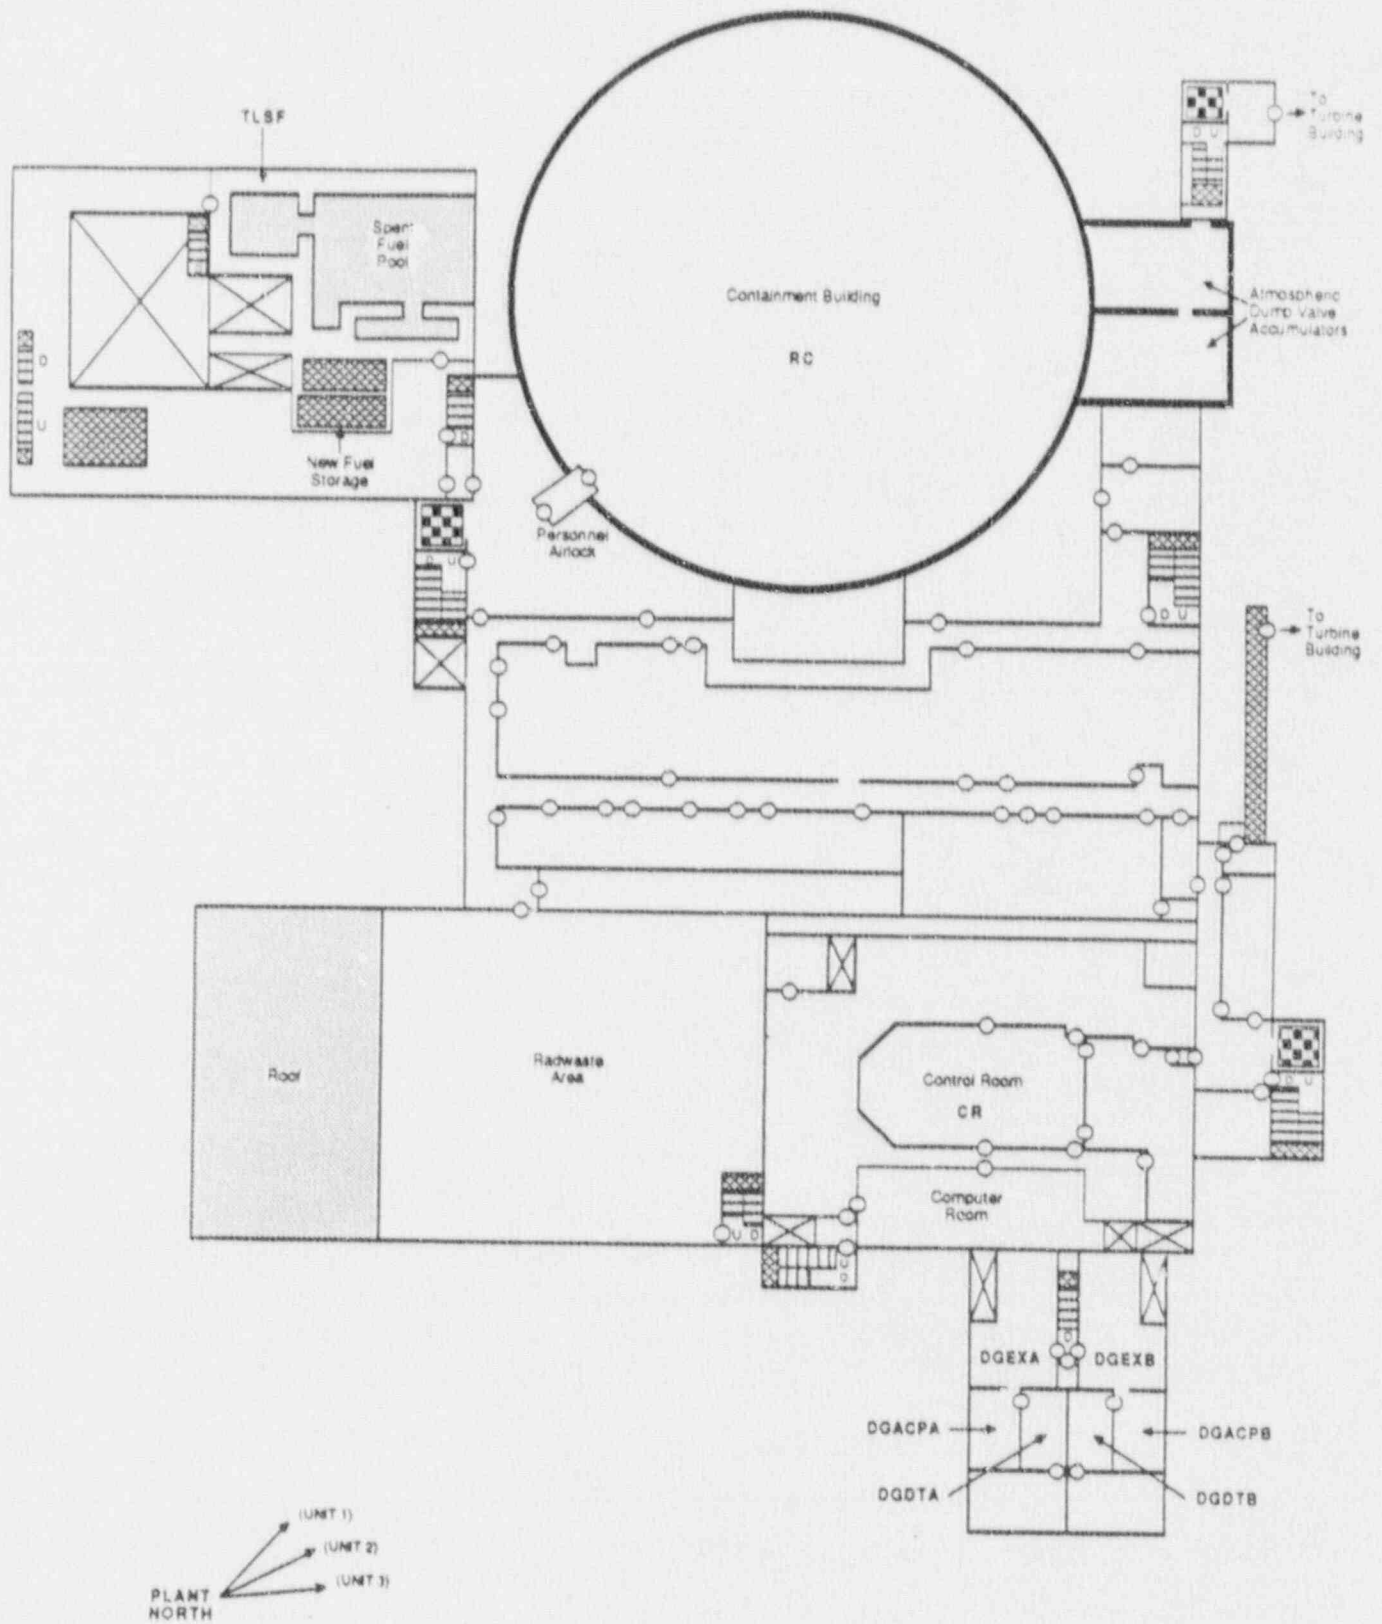 TLSF
To
Turbine
Building
D U
Spent
Fuel
Pool
Containment Building
RC
Atmospheric
Dump Valve
Accumulators
D
U
D
New Fuel
Storage
Personnel
Airlock
D U
D U
To
Turbine
Building
Roof
Radwaste
Area
Control Room
CR
D U
Computer
Room
U D
U
D
D
DGEXA
DGEXB
DGACPA
DGACPB
DGDTA
DGDTB
(UNIT 1)
(UNIT 2)
(UNIT 3)
PLANT
NORTH